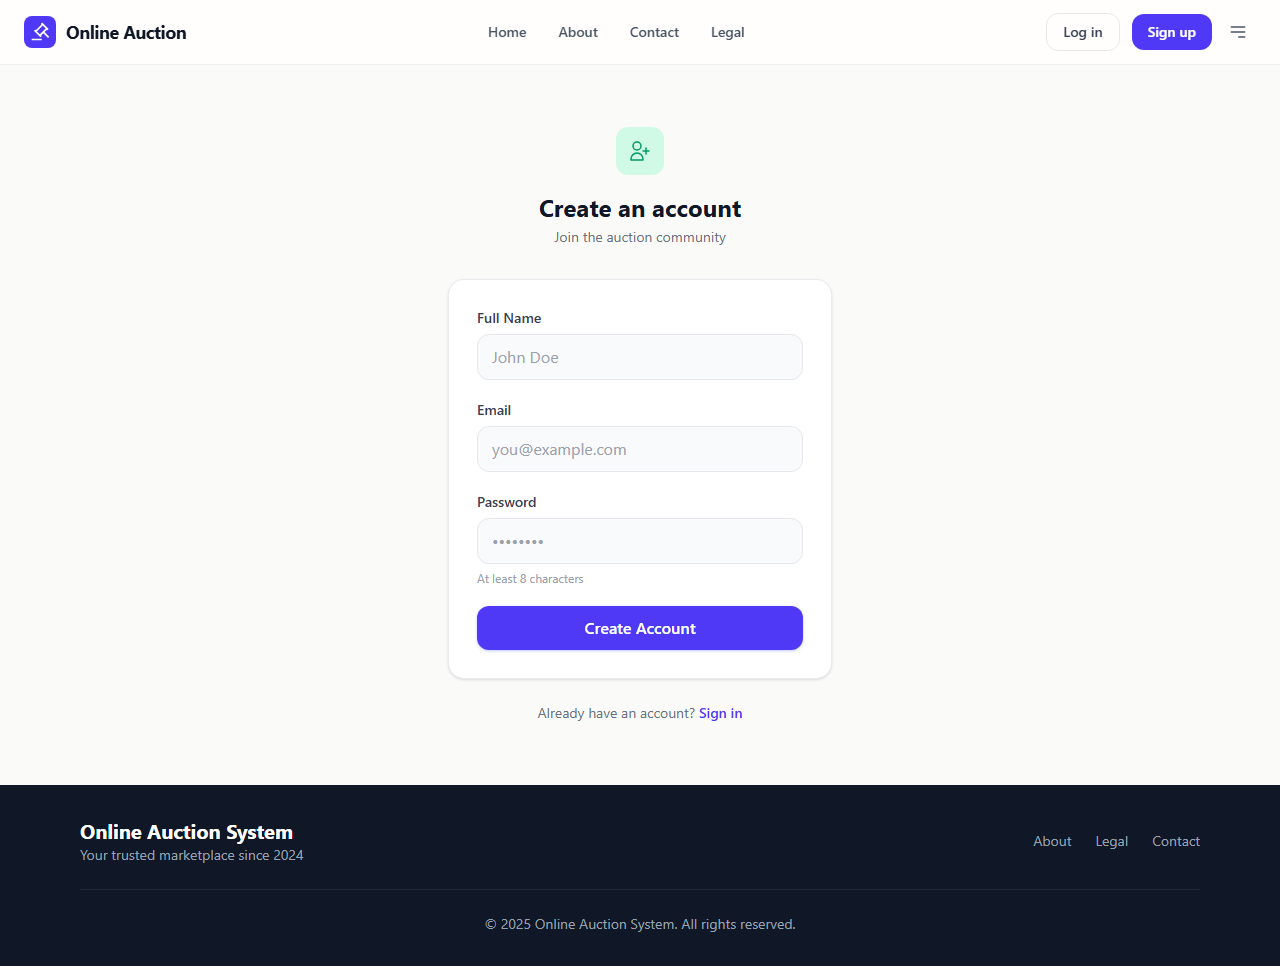 Online Auction
Home
About
Contact
Legal
Log in
Sign up
Create an account
Join the auction community
Full Name
John Doe
Email
you@example.com
Password
••••••••
At least 8 characters
Create Account
Already have an account? Sign in
Online Auction System
Your trusted marketplace since 2024
About
Legal
Contact
© 2025 Online Auction System. All rights reserved.